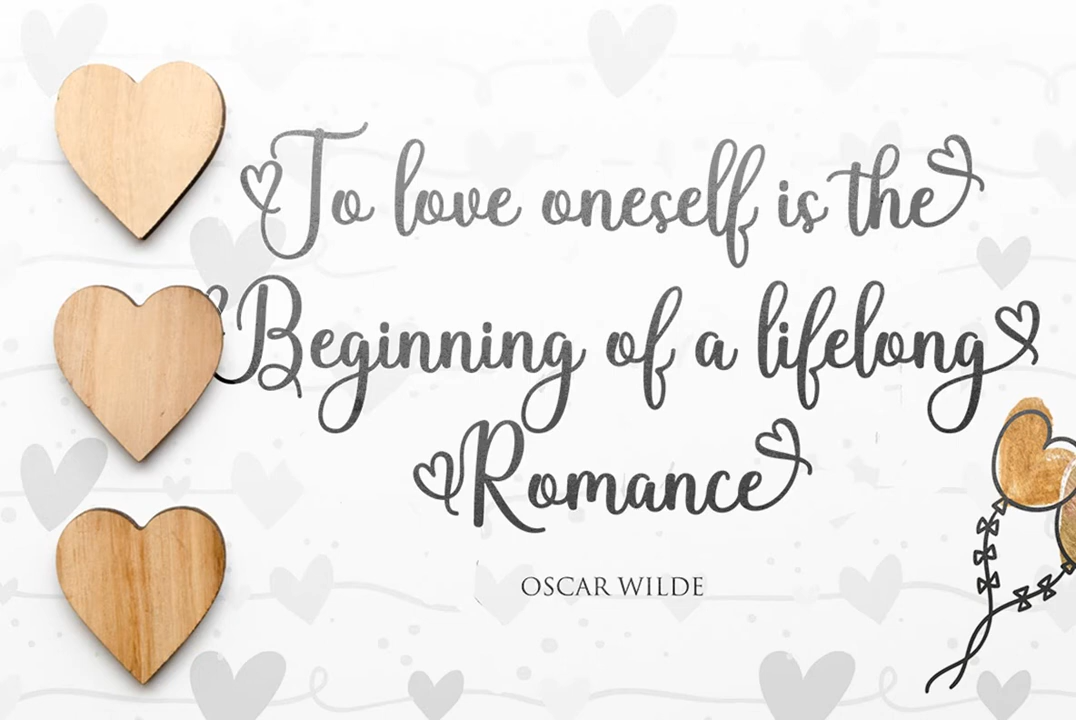 To love oneself is the
Beginning of a lifelong
Romance
OSCAR WILDE